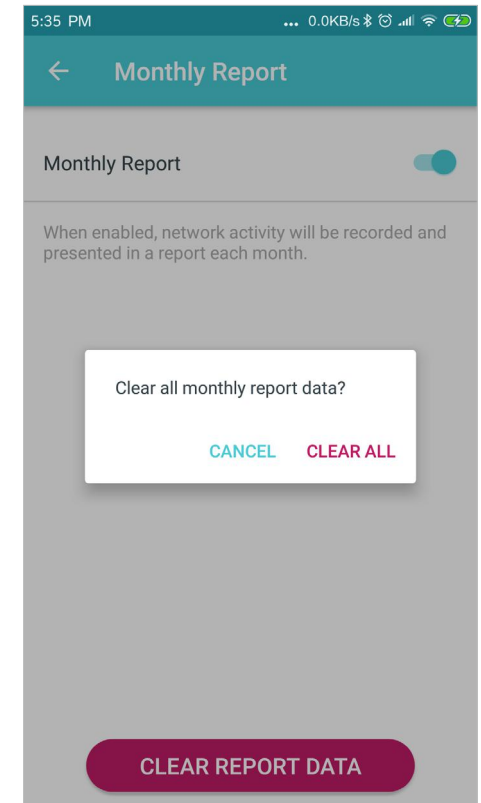 5:35 PM ... 0.0KB/s
Monthly Report
Monthly Report
When enabled, network activity will be recorded and
presented in a report each month.
Clear all monthly report data?
CANCEL CLEAR ALL
CLEAR REPORT DATA